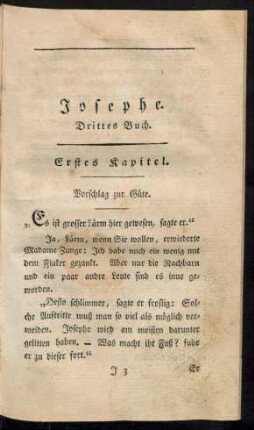 Josephe.
Drittes Buch.
Erstes Kapitel.
Vorschlag zur Güte.
„Es ist grosser Lärm hier gewesen, sagte er.“
Ja, Lärm, wenn Sie wollen, erwiederte
Madame Zunge: Ich habe mich ein wenig mit
dem Fiaker gezankt. Aber nur die Nachbarn
und ein paar andre Leute sind es inne ge-
worden.
„Desto schlimmer, sagte er frostig: Sol-
che Auftritte muß man so viel als möglich ver-
meiden. Josephe wird am meisten darunter
gelitten haben. — Was macht ihr Fuß? fuhr
er zu dieser fort.“
J 3
Er